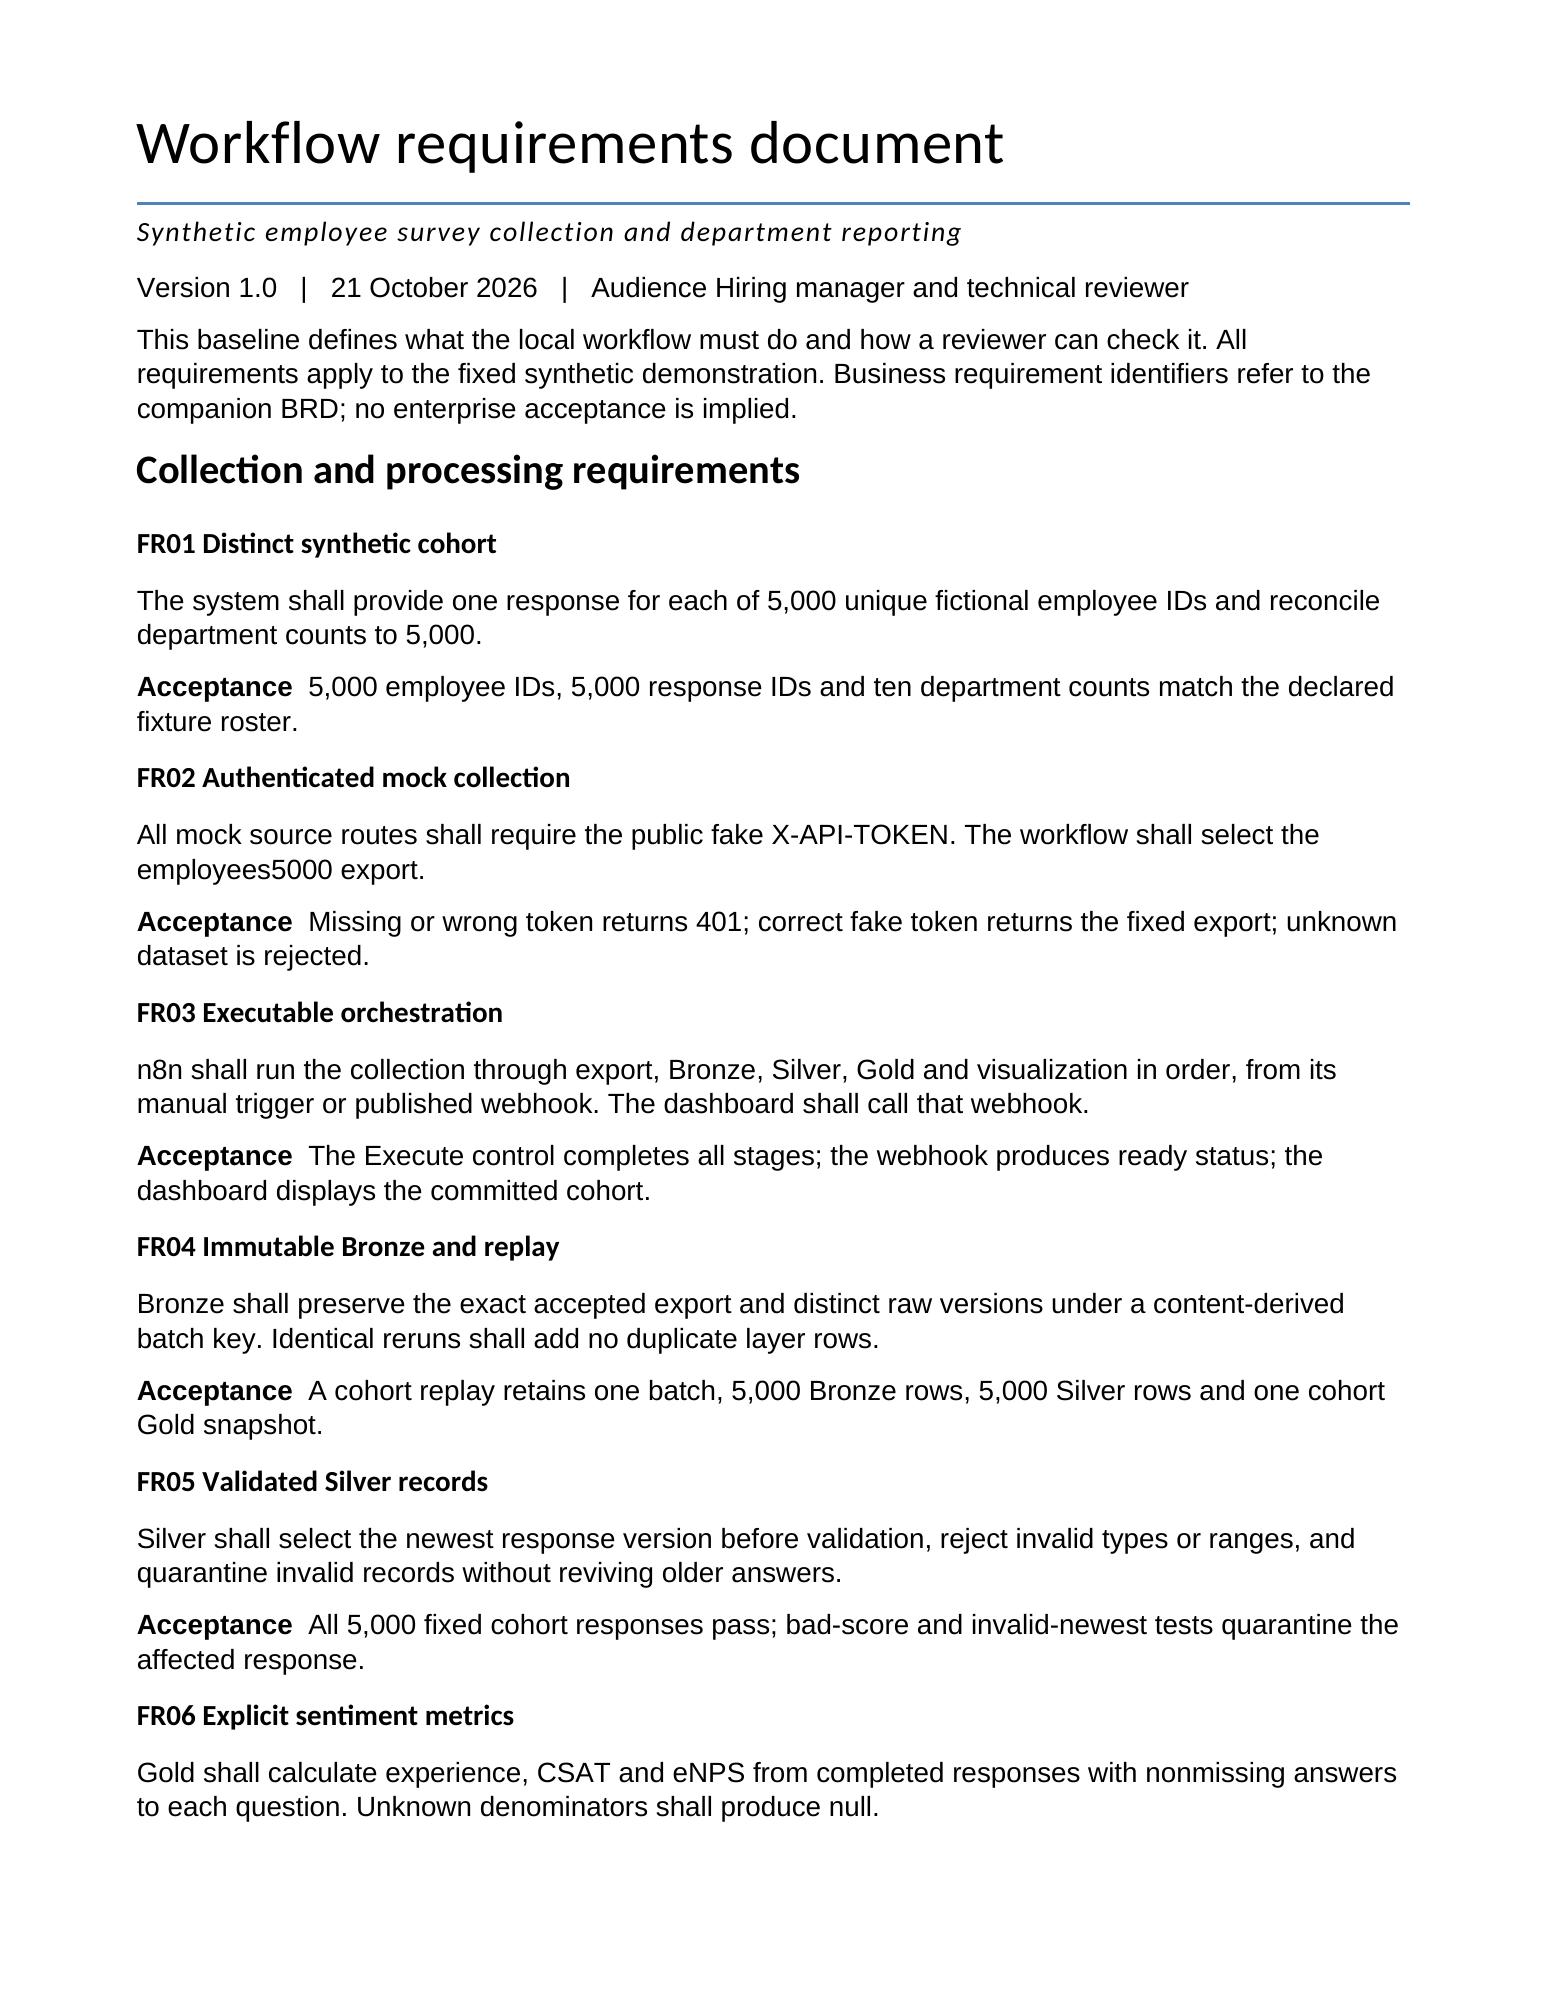 Workflow requirements document
Synthetic employee survey collection and department reporting
Version 1.0 | 21 October 2026 | Audience Hiring manager and technical reviewer
This baseline defines what the local workflow must do and how a reviewer can check it. All
requirements apply to the fixed synthetic demonstration. Business requirement identifiers refer to the
companion BRD; no enterprise acceptance is implied.
Collection and processing requirements
FR01 Distinct synthetic cohort
The system shall provide one response for each of 5,000 unique fictional employee IDs and reconcile
department counts to 5,000.
Acceptance 5,000 employee IDs, 5,000 response IDs and ten department counts match the declared
fixture roster.
FR02 Authenticated mock collection
All mock source routes shall require the public fake X-API-TOKEN. The workflow shall select the
employees5000 export.
Acceptance Missing or wrong token returns 401; correct fake token returns the fixed export; unknown
dataset is rejected.
FR03 Executable orchestration
n8n shall run the collection through export, Bronze, Silver, Gold and visualization in order, from its
manual trigger or published webhook. The dashboard shall call that webhook.
Acceptance The Execute control completes all stages; the webhook produces ready status; the
dashboard displays the committed cohort.
FR04 Immutable Bronze and replay
Bronze shall preserve the exact accepted export and distinct raw versions under a content-derived
batch key. Identical reruns shall add no duplicate layer rows.
Acceptance A cohort replay retains one batch, 5,000 Bronze rows, 5,000 Silver rows and one cohort
Gold snapshot.
FR05 Validated Silver records
Silver shall select the newest response version before validation, reject invalid types or ranges, and
quarantine invalid records without reviving older answers.
Acceptance All 5,000 fixed cohort responses pass; bad-score and invalid-newest tests quarantine the
affected response.
FR06 Explicit sentiment metrics
Gold shall calculate experience, CSAT and eNPS from completed responses with nonmissing answers
to each question. Unknown denominators shall produce null.